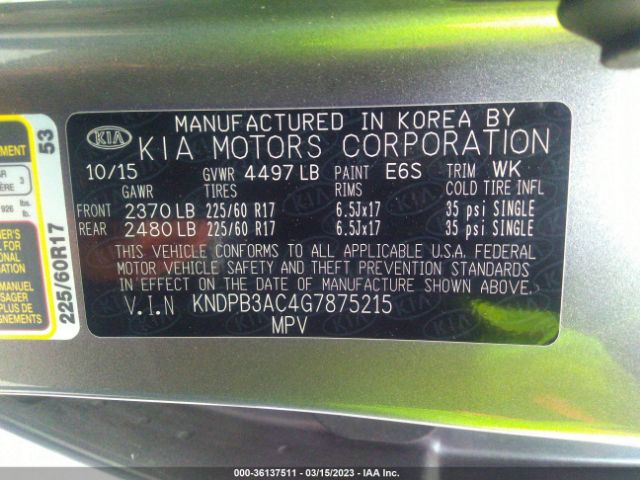 KIA
MANUFACTURED IN KOREA BY
KIA MOTORS CORPORATION
10/15 GVWR 4497 LB PAINT E6S TRIM WK
GAWR TIRES RIMS COLD TIRE INFL
FRONT 2370 LB 225/60 R17 6.5Jx17 35 psi SINGLE
REAR 2480 LB 225/60 R17 6.5Jx17 35 psi SINGLE
THIS VEHICLE CONFORMS TO ALL APPLICABLE U.S.A. FEDERAL
MOTOR VEHICLE SAFETY AND THEFT PREVENTION STANDARDS
IN EFFECT ON THE DATE OF MANUFACTURE SHOWN ABOVE.
V.I.N KNDPB3AC4G7875215
MPV
53
225/60R17
3
926 lbs.
000-36137511 - 03/15/2023 - IAA Inc.